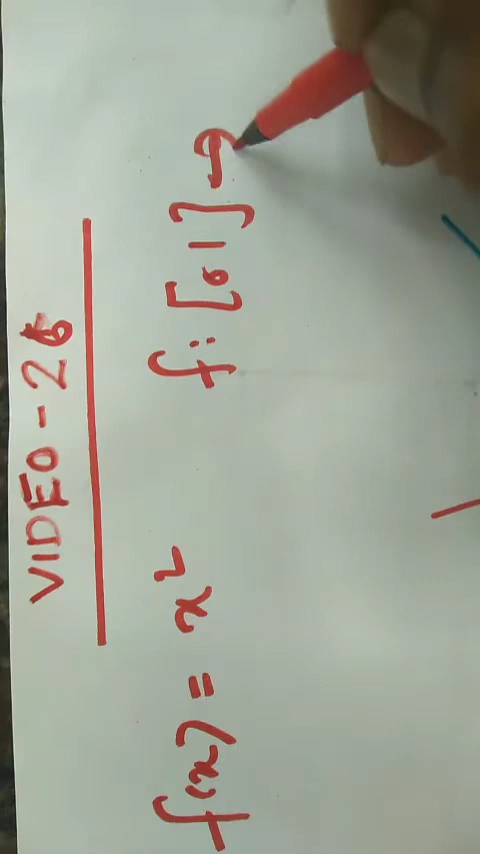 VIDEO - 26
f(x) = x² f: [0 1] →